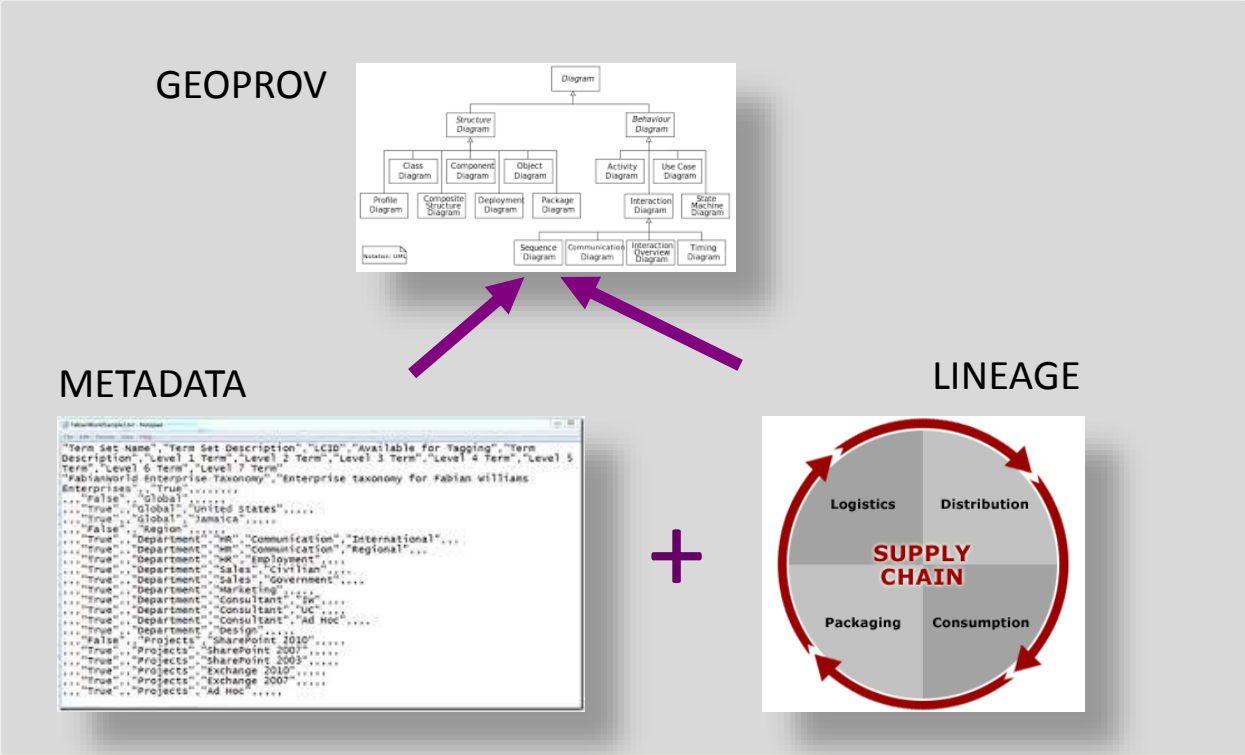 GEOPROV
Diagram
Structure
Diagram
Behaviour
Diagram
Class
Diagram
Component
Diagram
Object
Diagram
Activity
Diagram
Use Case
Diagram
Profile
Diagram
Composite
Structure
Diagram
Deployment
Diagram
Package
Diagram
Interaction
Diagram
State
Machine
Diagram
Sequence
Diagram
Communication
Diagram
Interaction
Overview
Diagram
Timing
Diagram
Notation: UML
METADATA
LINEAGE
File Edit Format View Help
"Term Set Name","Term Set Description","LCID","Available for Tagging","Term
Description","Level 1 Term","Level 2 Term","Level 3 Term","Level 4 Term","Level 5
Term","Level 6 Term","Level 7 Term"
"FabianWorld Enterprise Taxonomy","Enterprise taxonomy for Fabian Williams
Enterprises",,"True",,,,,,,,
,,,"False",,"Global",,,,,,
,,,"True",,"Global","United States",,,,,
,,,"True",,"Global","Jamaica",,,,,
,,,"False",,"Region",,,,,,
,,,"True",,"Department","HR","Communication","International",,,
,,,"True",,"Department","HR","Communication","Regional",,,
,,,"True",,"Department","HR","Employment",,,,
,,,"True",,"Department","Sales","Civilian",,,,
,,,"True",,"Department","Sales","Government",,,,
,,,"True",,"Department","Marketing",,,,,
,,,"True",,"Department","Consultant","IW",,,,
,,,"True",,"Department","Consultant","UC",,,,
,,,"True",,"Department","Consultant","Ad Hoc",,,,
,,,"True",,"Department","Design",,,,,
,,,"False",,"Projects","SharePoint 2010",,,,,
,,,"True",,"Projects","SharePoint 2007",,,,,
,,,"True",,"Projects","SharePoint 2003",,,,,
,,,"True",,"Projects","Exchange 2010",,,,,
,,,"True",,"Projects","Exchange 2007",,,,,
,,,"True",,"Projects","Ad Hoc",,,,,
+
Logistics
Distribution
SUPPLY
CHAIN
Packaging
Consumption